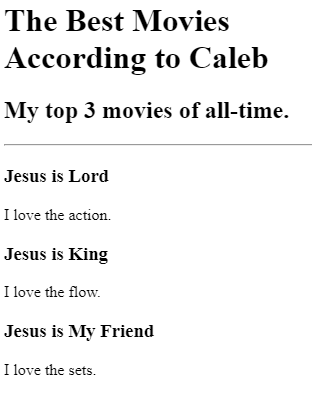 The Best Movies
According to Caleb
My top 3 movies of all-time.
Jesus is Lord
I love the action.
Jesus is King
I love the flow.
Jesus is My Friend
I love the sets.